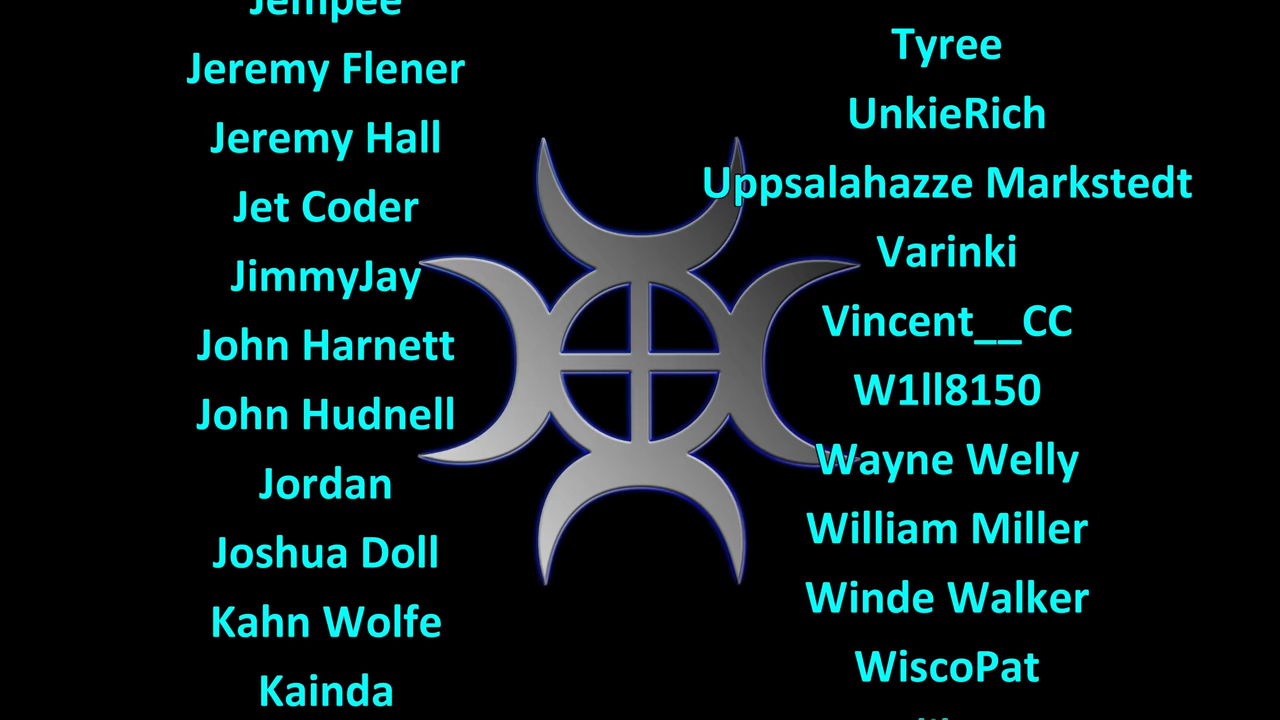 Jempee
Jeremy Flener
Jeremy Hall
Jet Coder
JimmyJay
John Harnett
John Hudnell
Jordan
Joshua Doll
Kahn Wolfe
Kainda
Tyree
UnkieRich
Uppsalahazze Markstedt
Varinki
Vincent__CC
W1ll8150
Wayne Welly
William Miller
Winde Walker
WiscoPat